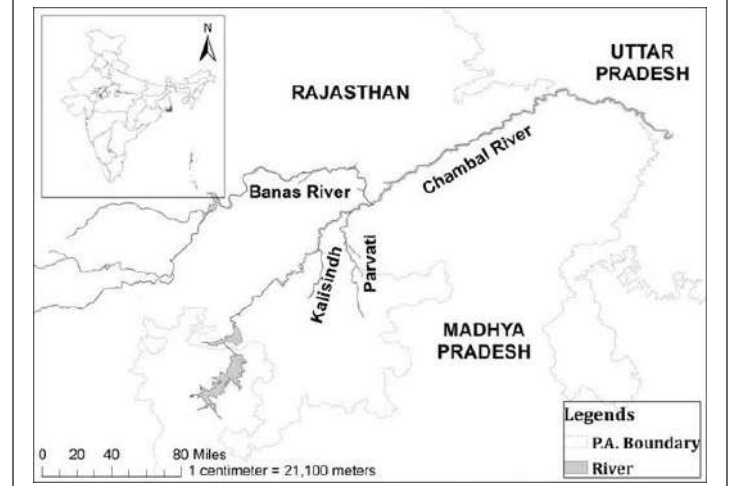 N
UTTAR
PRADESH
RAJASTHAN
Chambal River
Banas River
Kalisindh
Parvati
MADHYA
PRADESH
Legends
P.A. Boundary
River
0 20 40 80 Miles
1 centimeter = 21,100 meters